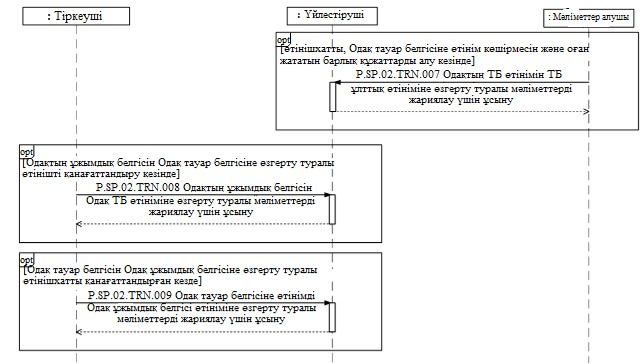 : Тіркеуші
: Үйлестіруші
: Мәліметтер алушы
opt
[өтінішхатты, Одақ тауар белгісіне өтінім көшірмесін және оған
жататын барлық құжаттарды алу кезінде]
P.SP.02.TRN.007 Одақтың ТБ өтінімін ТБ
ұлттық өтініміне өзгерту туралы мәліметтерді
жариялау үшін ұсыну
opt
[Одақтың ұжымдық белгісін Одақ тауар белгісіне өзгерту туралы
өтінішті қанағаттандыру кезінде]
P.SP.02.TRN.008 Одақтың ұжымдық белгісін
Одақ ТБ өтініміне өзгерту туралы мәліметтерді
жариялау үшін ұсыну
opt
[Одақ тауар белгісін Одақ ұжымдық белгісіне өзгерту туралы
өтінішхатты қанағаттандырған кезде]
P.SP.02.TRN.009 Одақ тауар белгісіне өтінімді
Одақ ұжымдық белгісі өтініміне өзгерту туралы
мәліметтерді жариялау үшін ұсыну